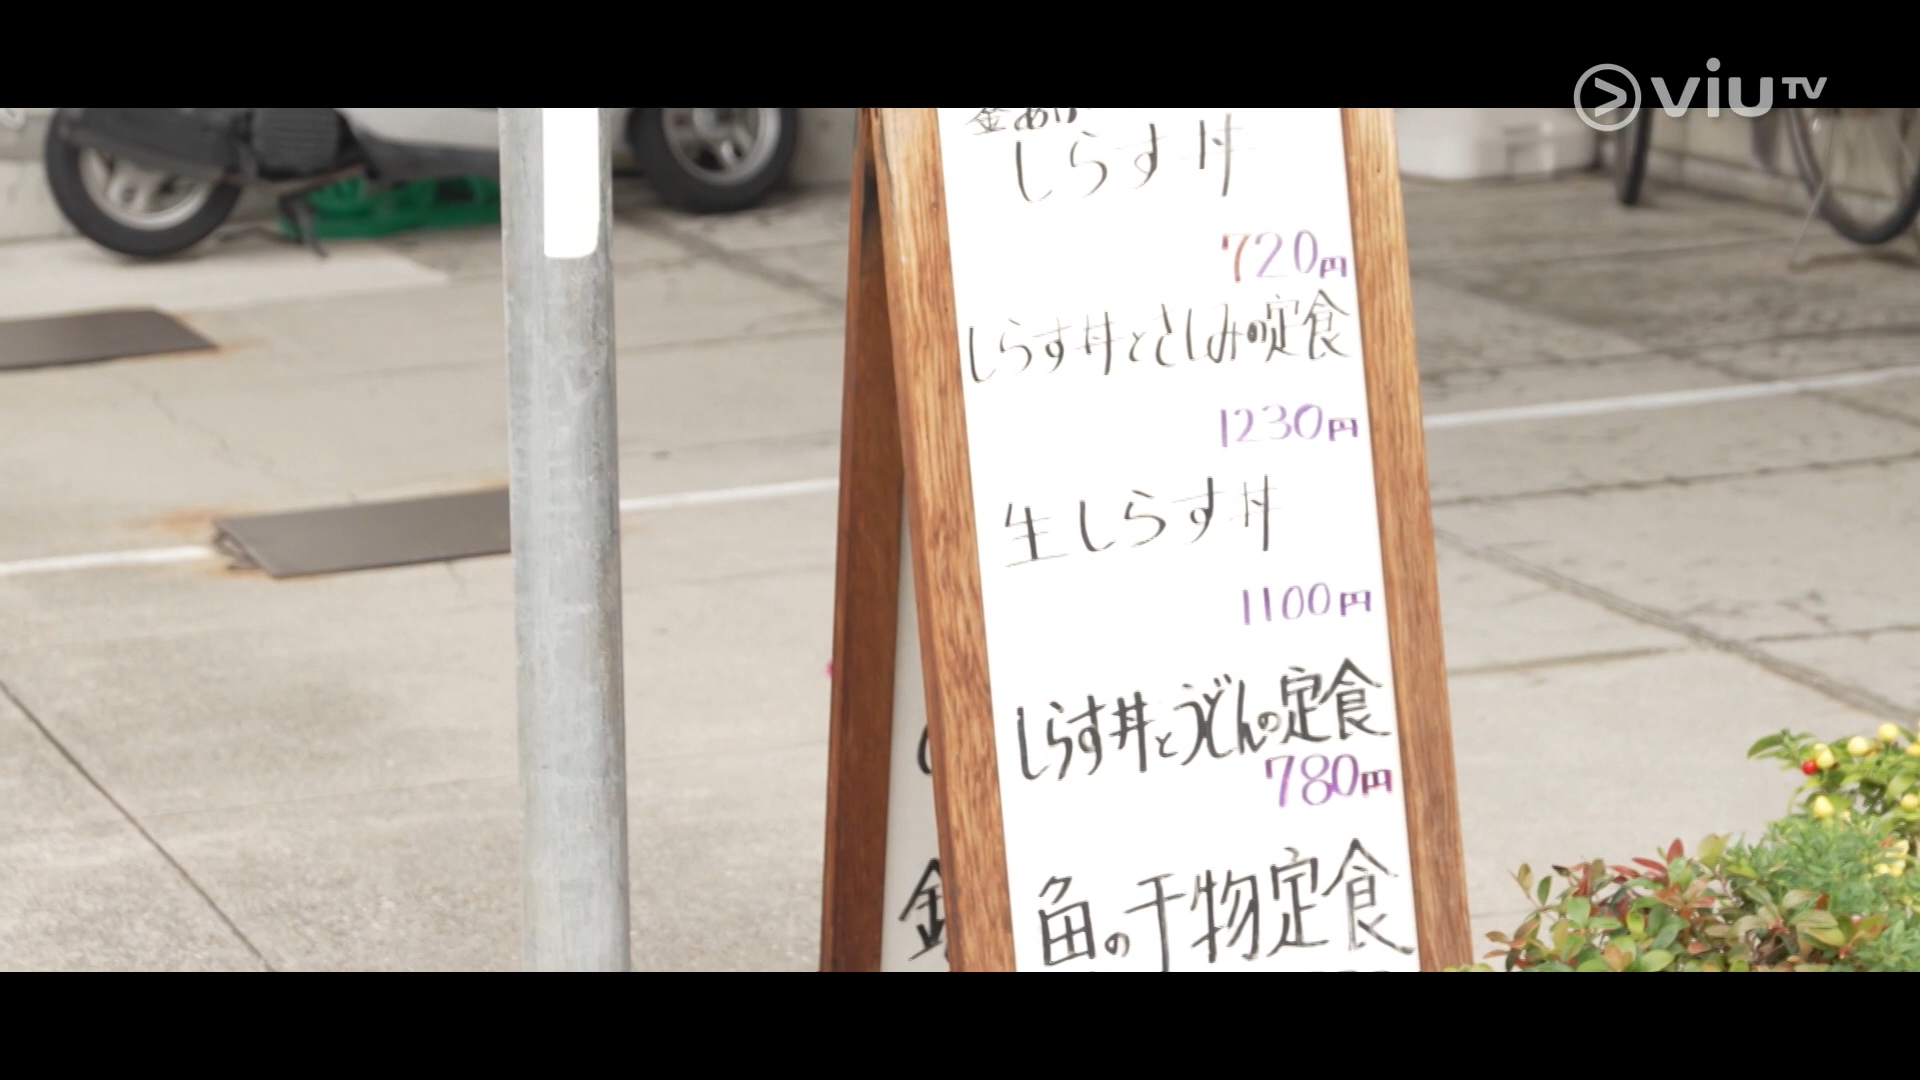 viuTV
しらす丼
720円
しらす丼とさしみの定食
1230円
生しらす丼
1100円
しらす丼とうどんの定食
780円
魚の干物定食